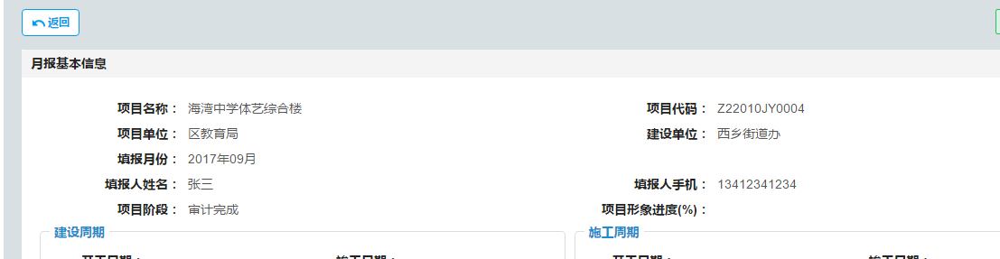 返回
月报基本信息
项目名称： 海湾中学体艺综合楼 项目代码： Z22010JY0004
项目单位： 区教育局 建设单位： 西乡街道办
填报月份： 2017年09月
填报人姓名： 张三 填报人手机： 13412341234
项目阶段： 审计完成 项目形象进度(%)：
建设周期 施工周期